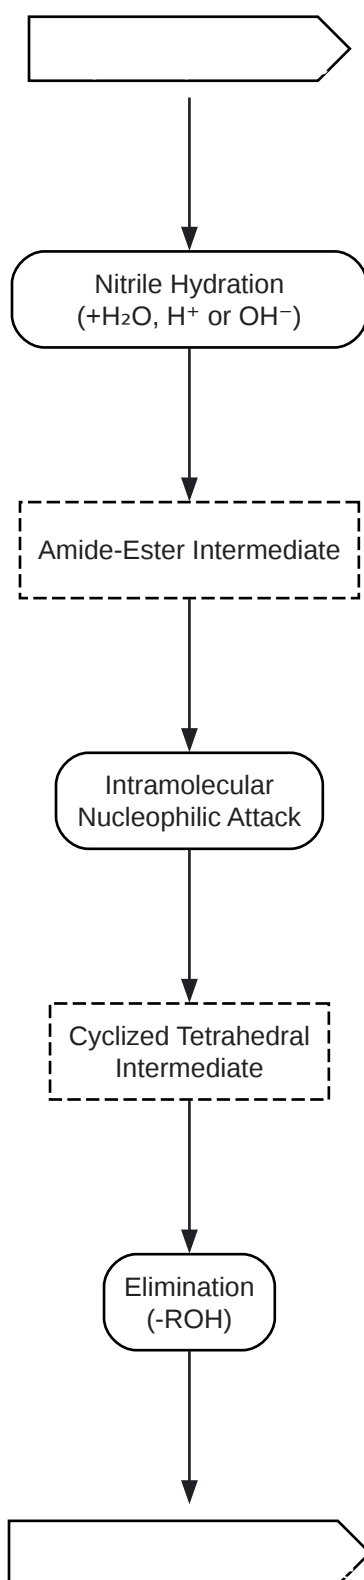 Nitrile Hydration
(+H₂O, H⁺ or OH⁻)
Amide-Ester Intermediate
Intramolecular
Nucleophilic Attack
Cyclized Tetrahedral
Intermediate
Elimination
(-ROH)